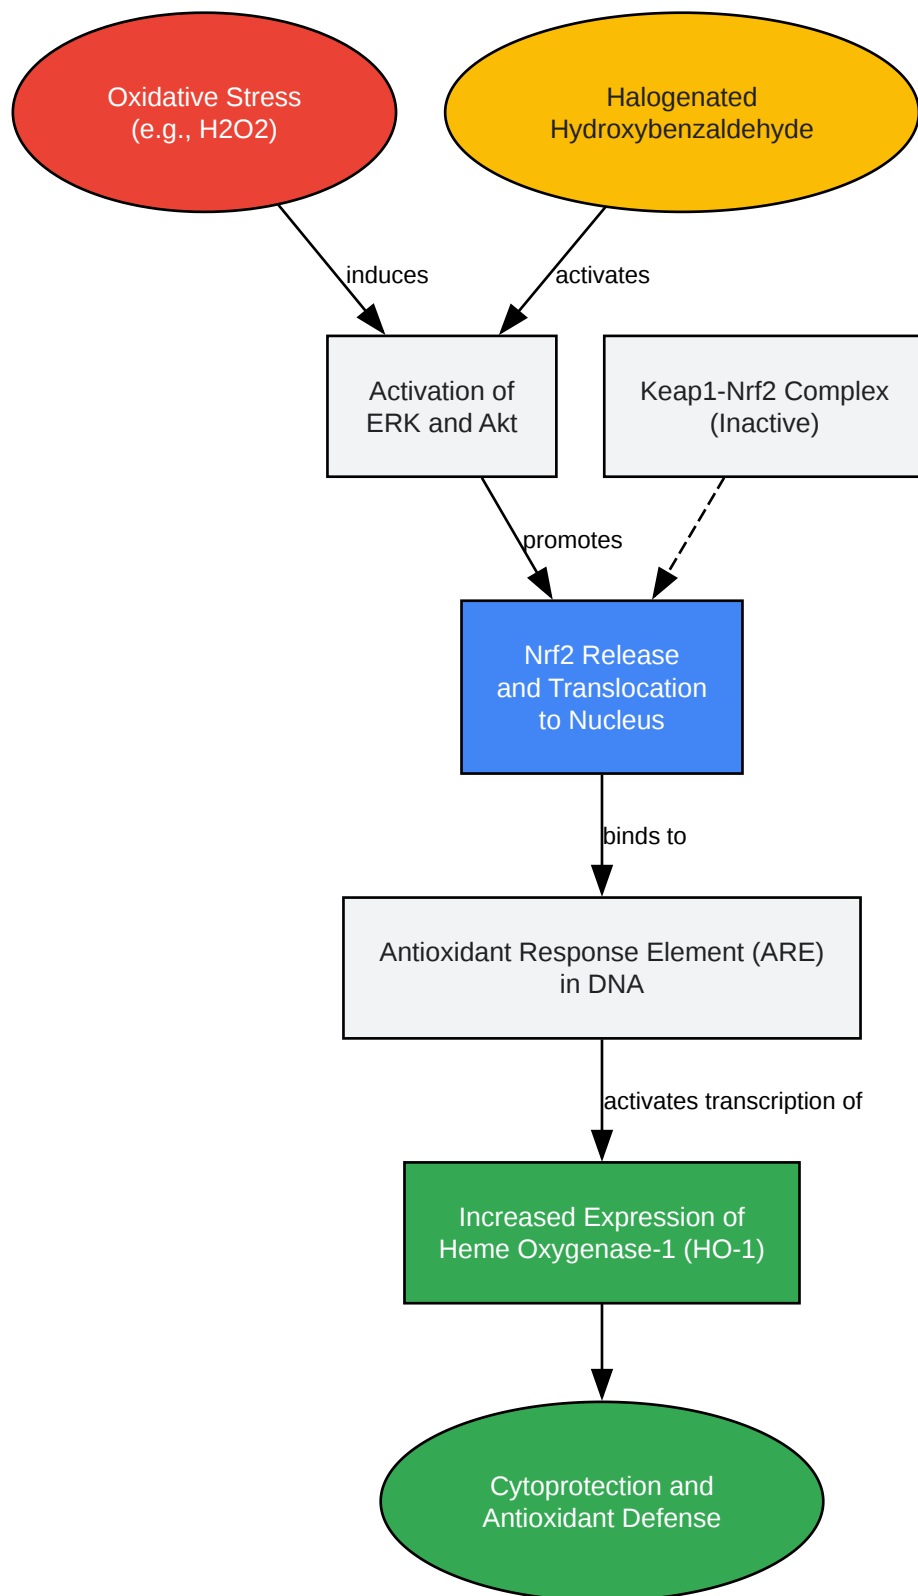 Oxidative Stress
(e.g., H2O2)
Halogenated
Hydroxybenzaldehyde
induces
activates
Activation of
ERK and Akt
Keap1-Nrf2 Complex
(Inactive)
promotes
Nrf2 Release
and Translocation
to Nucleus
binds to
Antioxidant Response Element (ARE)
in DNA
activates transcription of
Increased Expression of
Heme Oxygenase-1 (HO-1)
Cytoprotection and
Antioxidant Defense